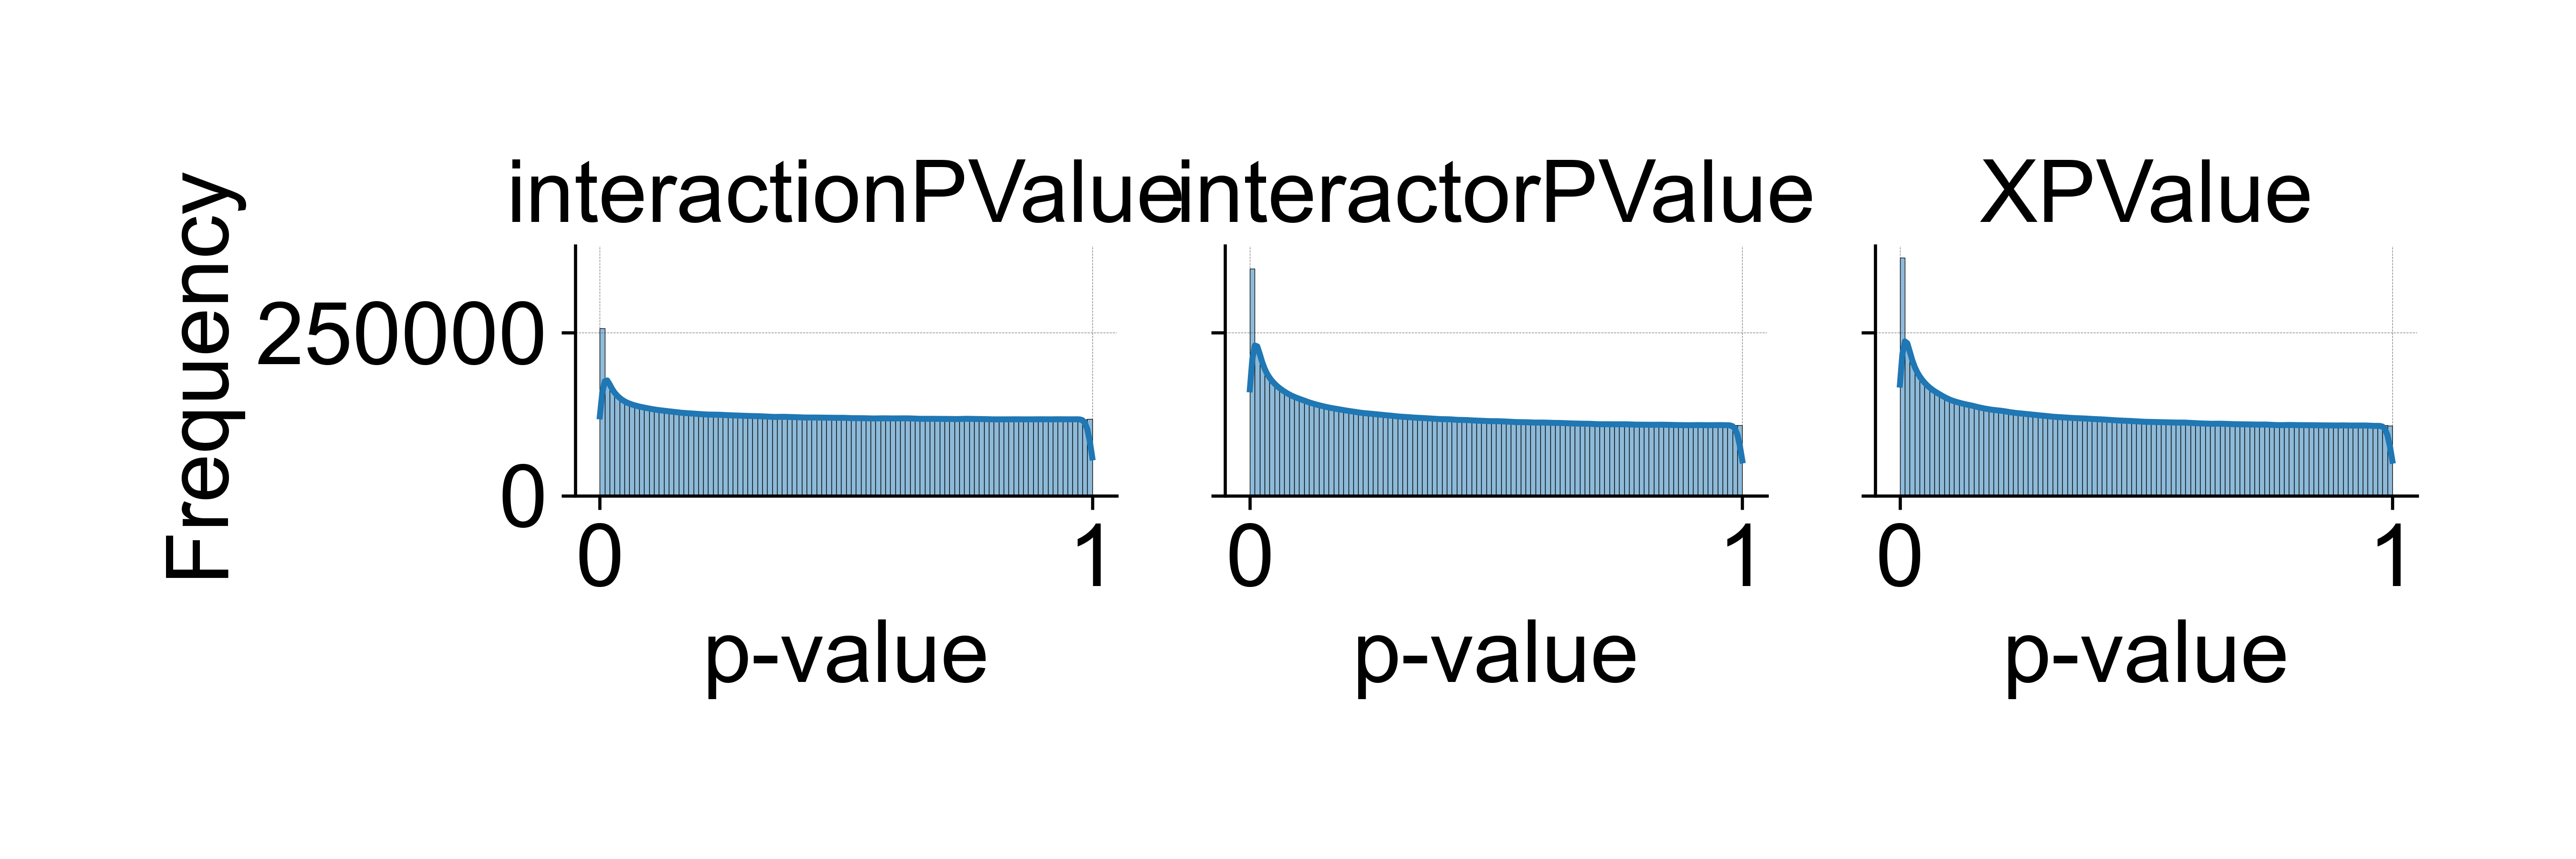 interactionPValue
interactorPValue
XPValue
Frequency
250000
0
0
1
p-value
0
1
p-value
0
1
p-value